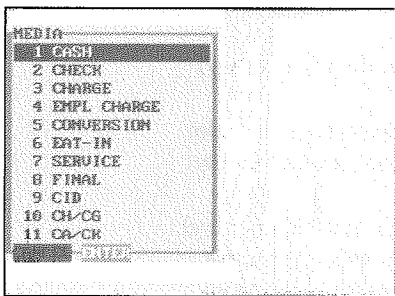 MEDIA
1 CASH
2 CHECK
3 CHARGE
4 EMPL CHARGE
5 CONVERSION
6 EAT-IN
7 SERVICE
8 FINAL
9 CID
10 CH/CG
11 CA/CK
ENTER